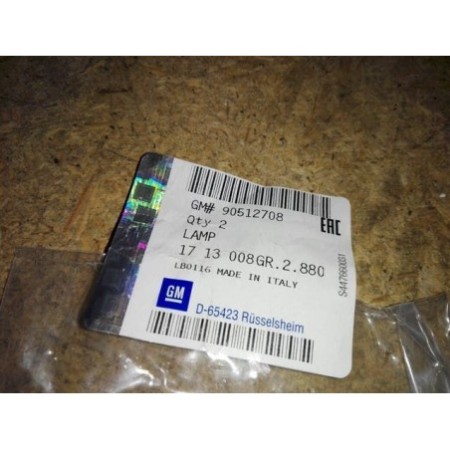 GM# 90512708
Qty 2
LAMP
EAC
17 13 008GR.2.880
LB0116 MADE IN ITALY
GM
D-65423 Rüsselsheim